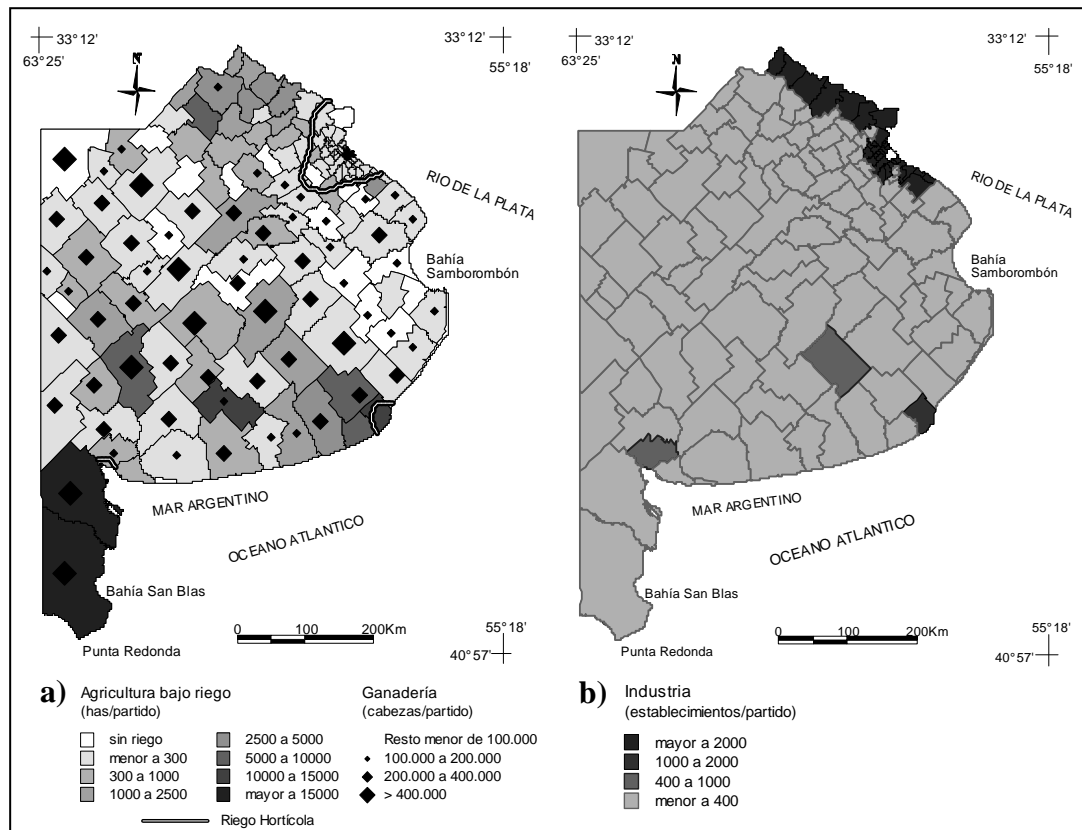 33°12'
63°25'
N
33°12'
55°18'
RIO DE LA PLATA
Bahía
Samborombón
MAR ARGENTINO
OCEANO ATLANTICO
Bahía San Blas
Punta Redonda
0 100 200Km
55°18'
40°57'
a) Agricultura bajo riego
(has/partido)
sin riego
menor a 300
300 a 1000
1000 a 2500
2500 a 5000
5000 a 10000
10000 a 15000
mayor a 15000
Riego Hortícola
Ganadería
(cabezas/partido)
Resto menor de 100.000
100.000 a 200.000
200.000 a 400.000
> 400.000
33°12'
63°25'
N
33°12'
55°18'
RIO DE LA PLATA
Bahía
Samborombón
MAR ARGENTINO
OCEANO ATLANTICO
Bahía San Blas
Punta Redonda
0 100 200Km
55°18'
40°57'
b) Industria
(establecimientos/partido)
mayor a 2000
1000 a 2000
400 a 1000
menor a 400